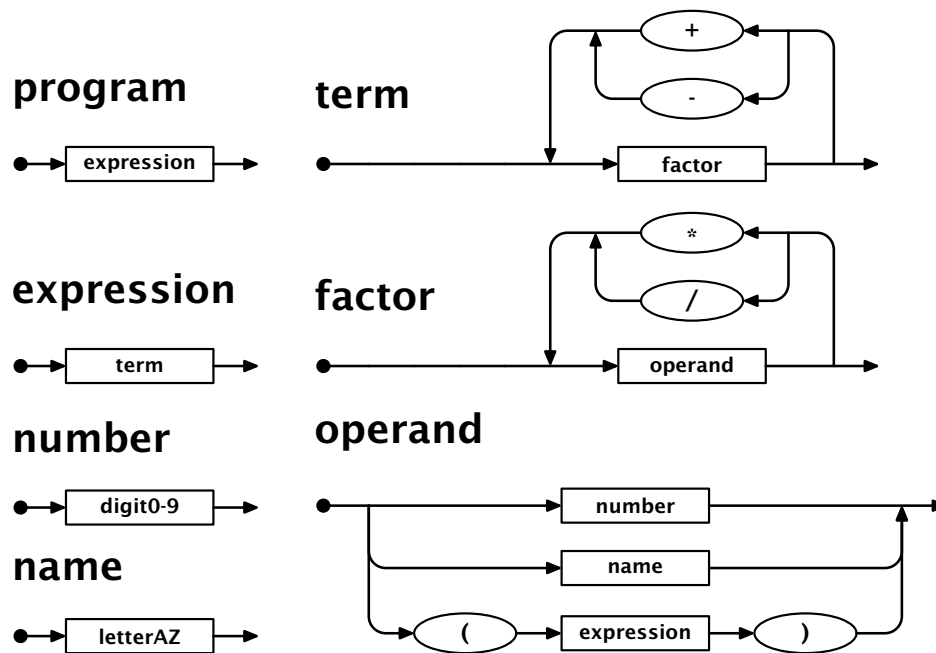 program
expression
term
+
-
factor
expression
term
factor
*
/
operand
number
digit0-9
name
letterAZ
operand
number
name
( expression )